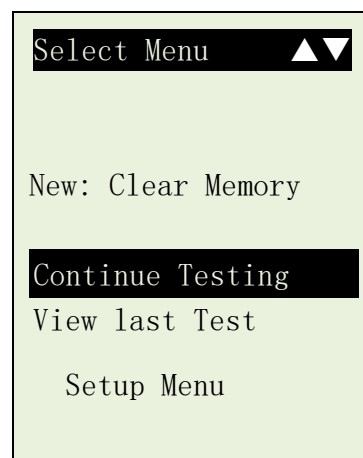 Select Menu ▲▼
New: Clear Memory
Continue Testing
View last Test
Setup Menu